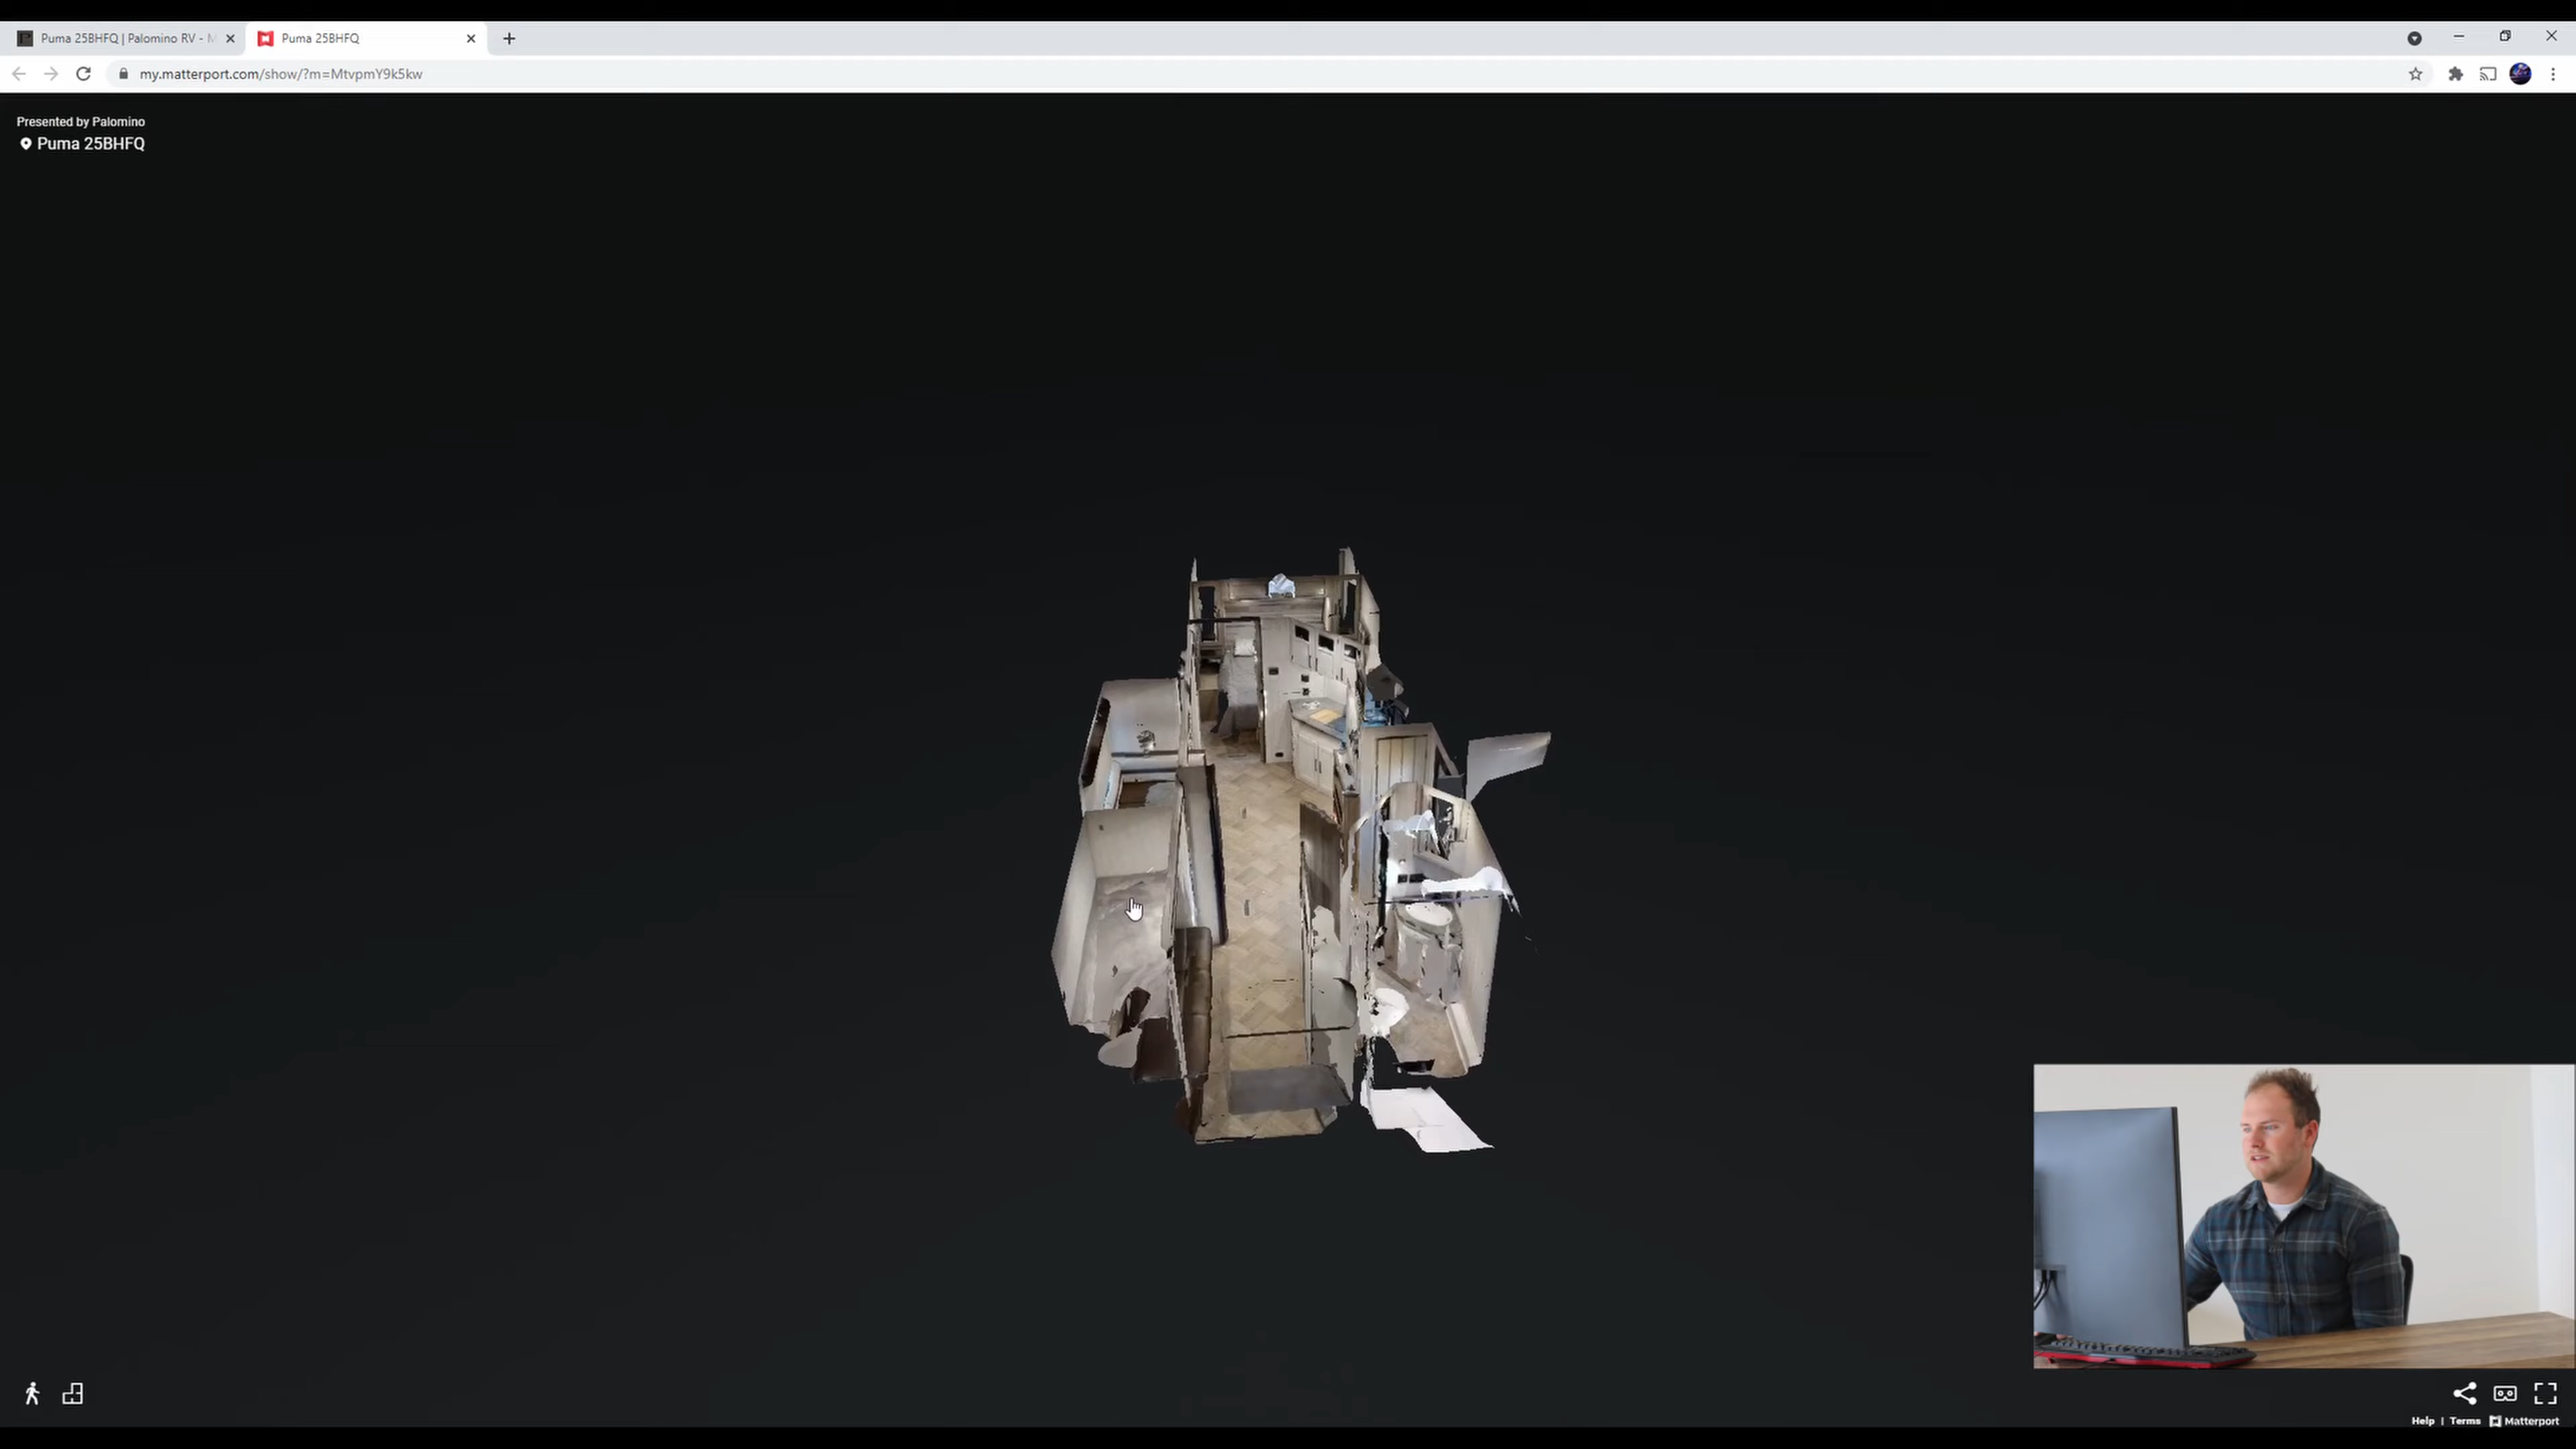 Puma 25BHFQ | Palomino RV - M
Puma 25BHFQ
my.matterport.com/show/?m=MtvpmY9k5kw
Presented by Palomino
Puma 25BHFQ
Help | Terms Matterport